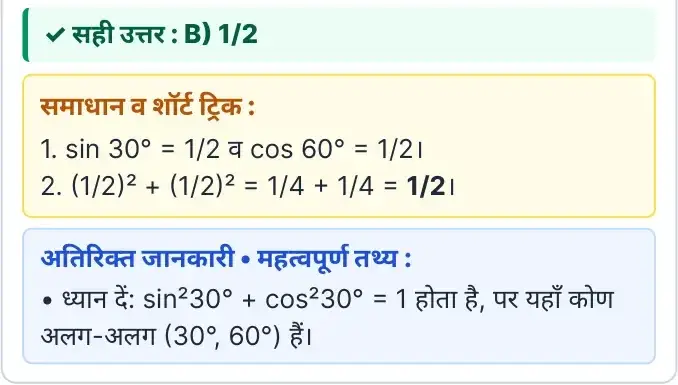 ✓ सही उत्तर : B) 1/2
समाधान व शॉर्ट ट्रिक :
1. sin 30° = 1/2 व cos 60° = 1/2।
2. (1/2)² + (1/2)² = 1/4 + 1/4 = 1/2।
अतिरिक्त जानकारी • महत्वपूर्ण तथ्य :
• ध्यान दें: sin²30° + cos²30° = 1 होता है, पर यहाँ कोण
अलग-अलग (30°, 60°) हैं।